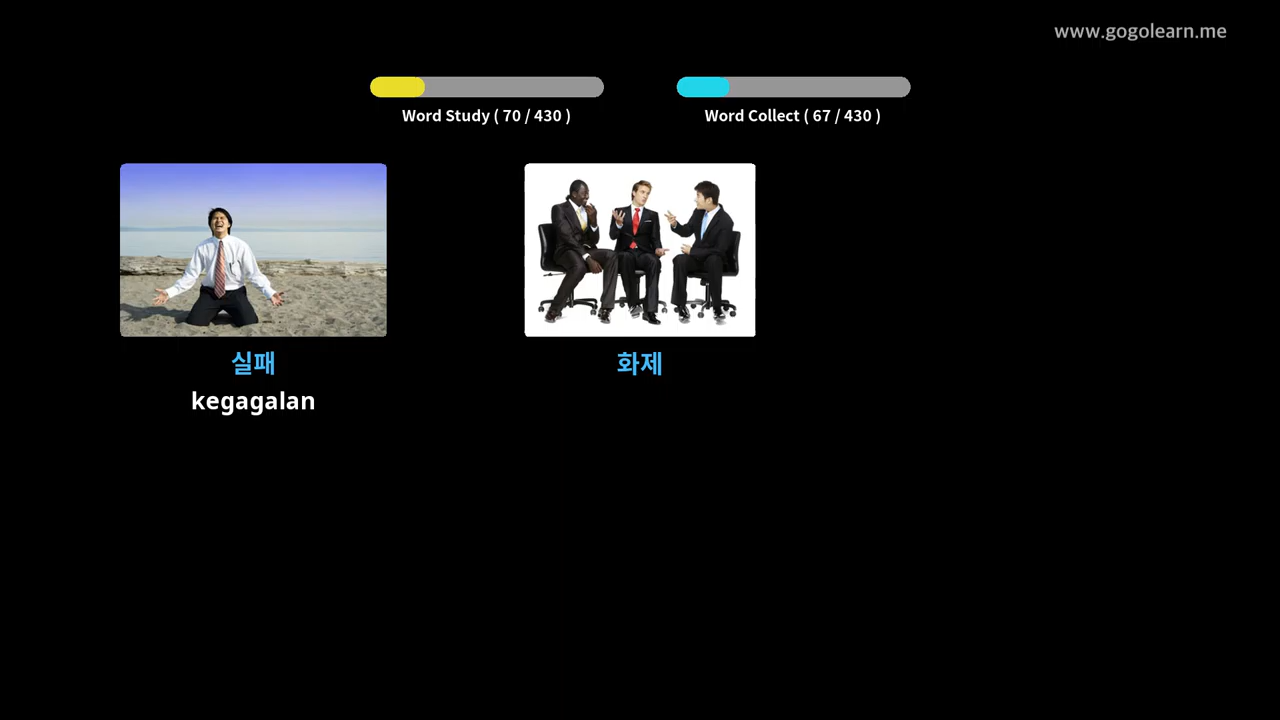 www.gogolearn.me
Word Study ( 70 / 430 )
Word Collect ( 67 / 430 )
실패
kegagalan
화제